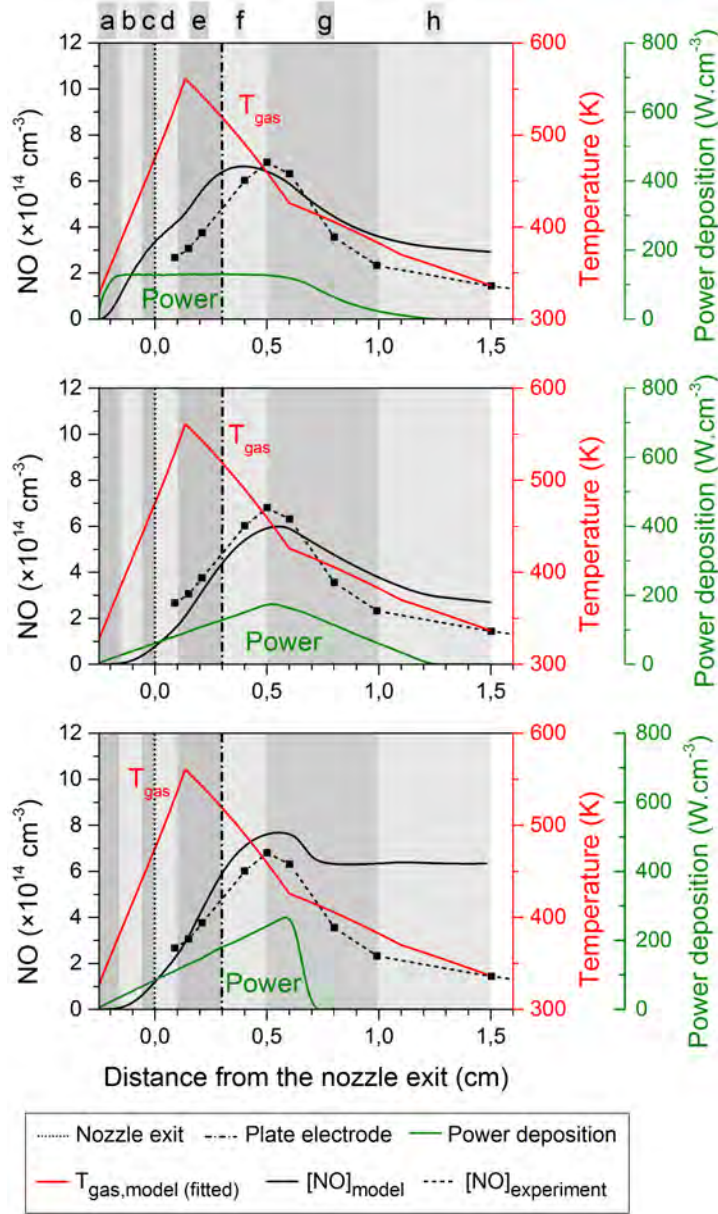 a b c d e f g h
12
10
8
6
4
2
0
NO (×10¹⁴ cm⁻³)
T_gas
Power
600
550
500
450
400
350
300
Temperature (K)
800
600
400
200
0
Power deposition (W.cm⁻³)
0,0 0,5 1,0 1,5
12
10
8
6
4
2
0
NO (×10¹⁴ cm⁻³)
T_gas
Power
600
550
500
450
400
350
300
Temperature (K)
800
600
400
200
0
Power deposition (W.cm⁻³)
0,0 0,5 1,0 1,5
12
10
8
6
4
2
0
NO (×10¹⁴ cm⁻³)
T_gas
Power
600
550
500
450
400
350
300
Temperature (K)
800
600
400
200
0
Power deposition (W.cm⁻³)
0,0 0,5 1,0 1,5
Distance from the nozzle exit (cm)
Nozzle exit Plate electrode Power deposition
T_gas,model (fitted) [NO]_model [NO]_experiment